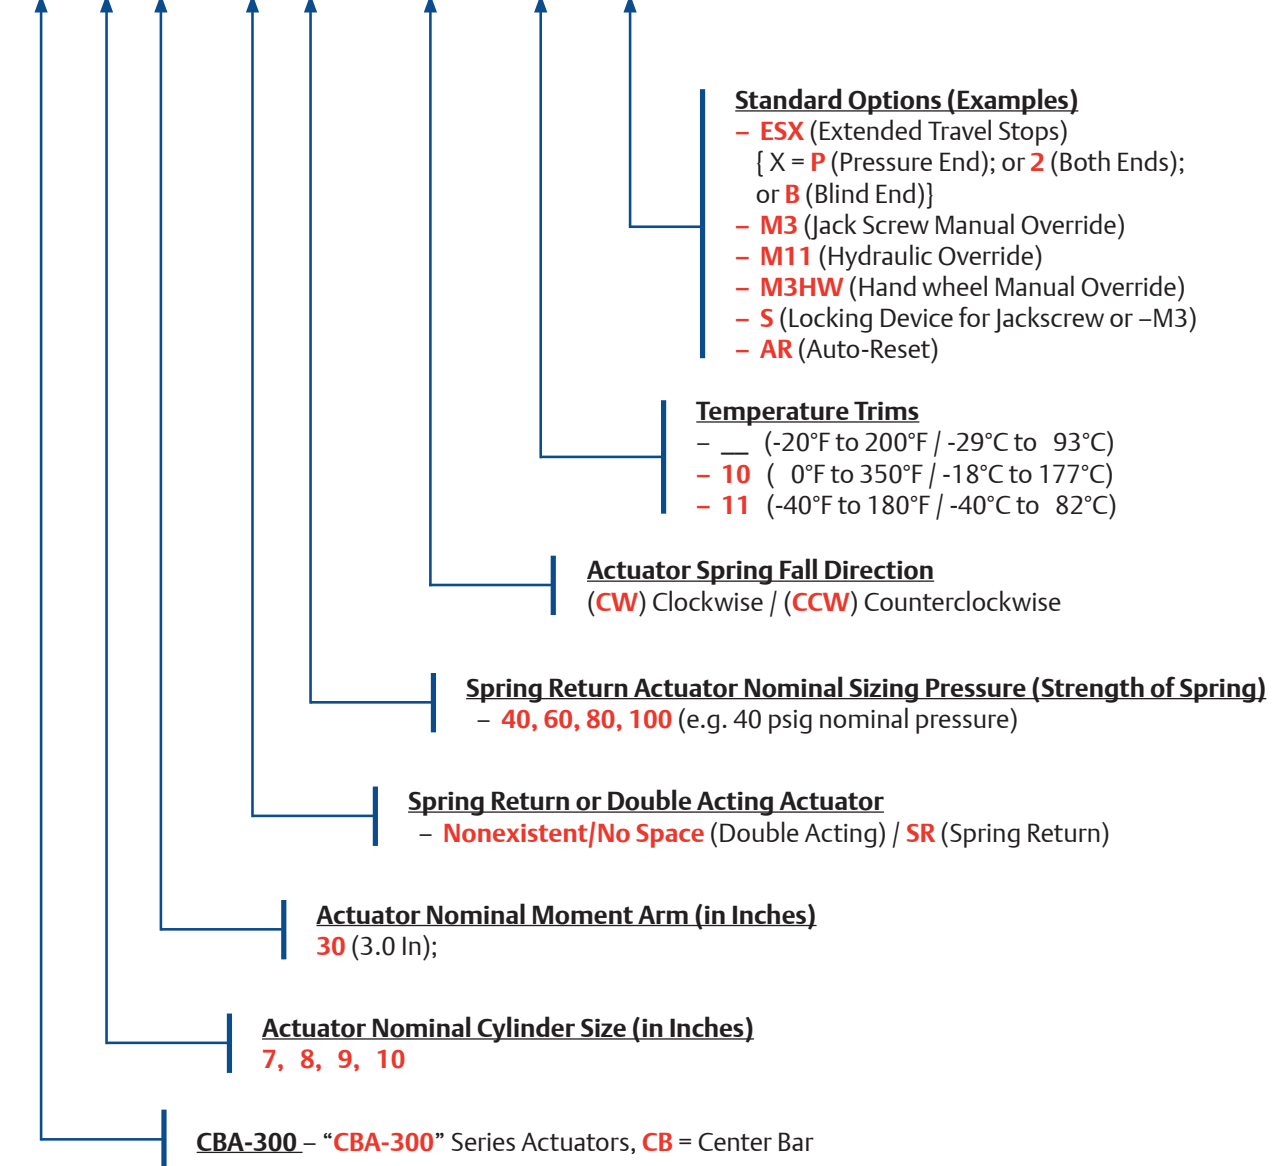 Standard Options (Examples)
– ESX (Extended Travel Stops)
{ X = P (Pressure End); or 2 (Both Ends);
or B (Blind End)}
– M3 (Jack Screw Manual Override)
– M11 (Hydraulic Override)
– M3HW (Hand wheel Manual Override)
– S (Locking Device for Jackscrew or –M3)
– AR (Auto-Reset)
Temperature Trims
– __ (-20°F to 200°F / -29°C to 93°C)
– 10 ( 0°F to 350°F / -18°C to 177°C)
– 11 (-40°F to 180°F / -40°C to 82°C)
Actuator Spring Fall Direction
(CW) Clockwise / (CCW) Counterclockwise
Spring Return Actuator Nominal Sizing Pressure (Strength of Spring)
– 40, 60, 80, 100 (e.g. 40 psig nominal pressure)
Spring Return or Double Acting Actuator
– Nonexistent/No Space (Double Acting) / SR (Spring Return)
Actuator Nominal Moment Arm (in Inches)
30 (3.0 In);
Actuator Nominal Cylinder Size (in Inches)
7, 8, 9, 10
CBA-300 – “CBA-300” Series Actuators, CB = Center Bar